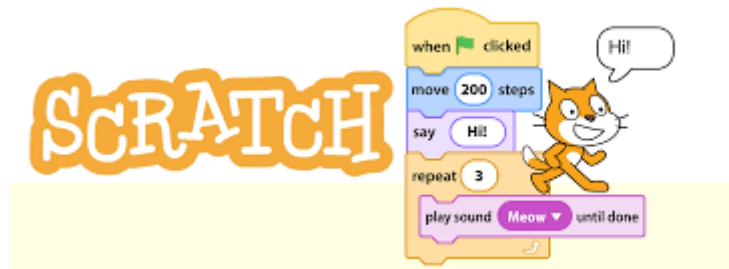 SCRATCH
when clicked
move 200 steps
say Hi!
repeat 3
play sound Meow until done
Hi!